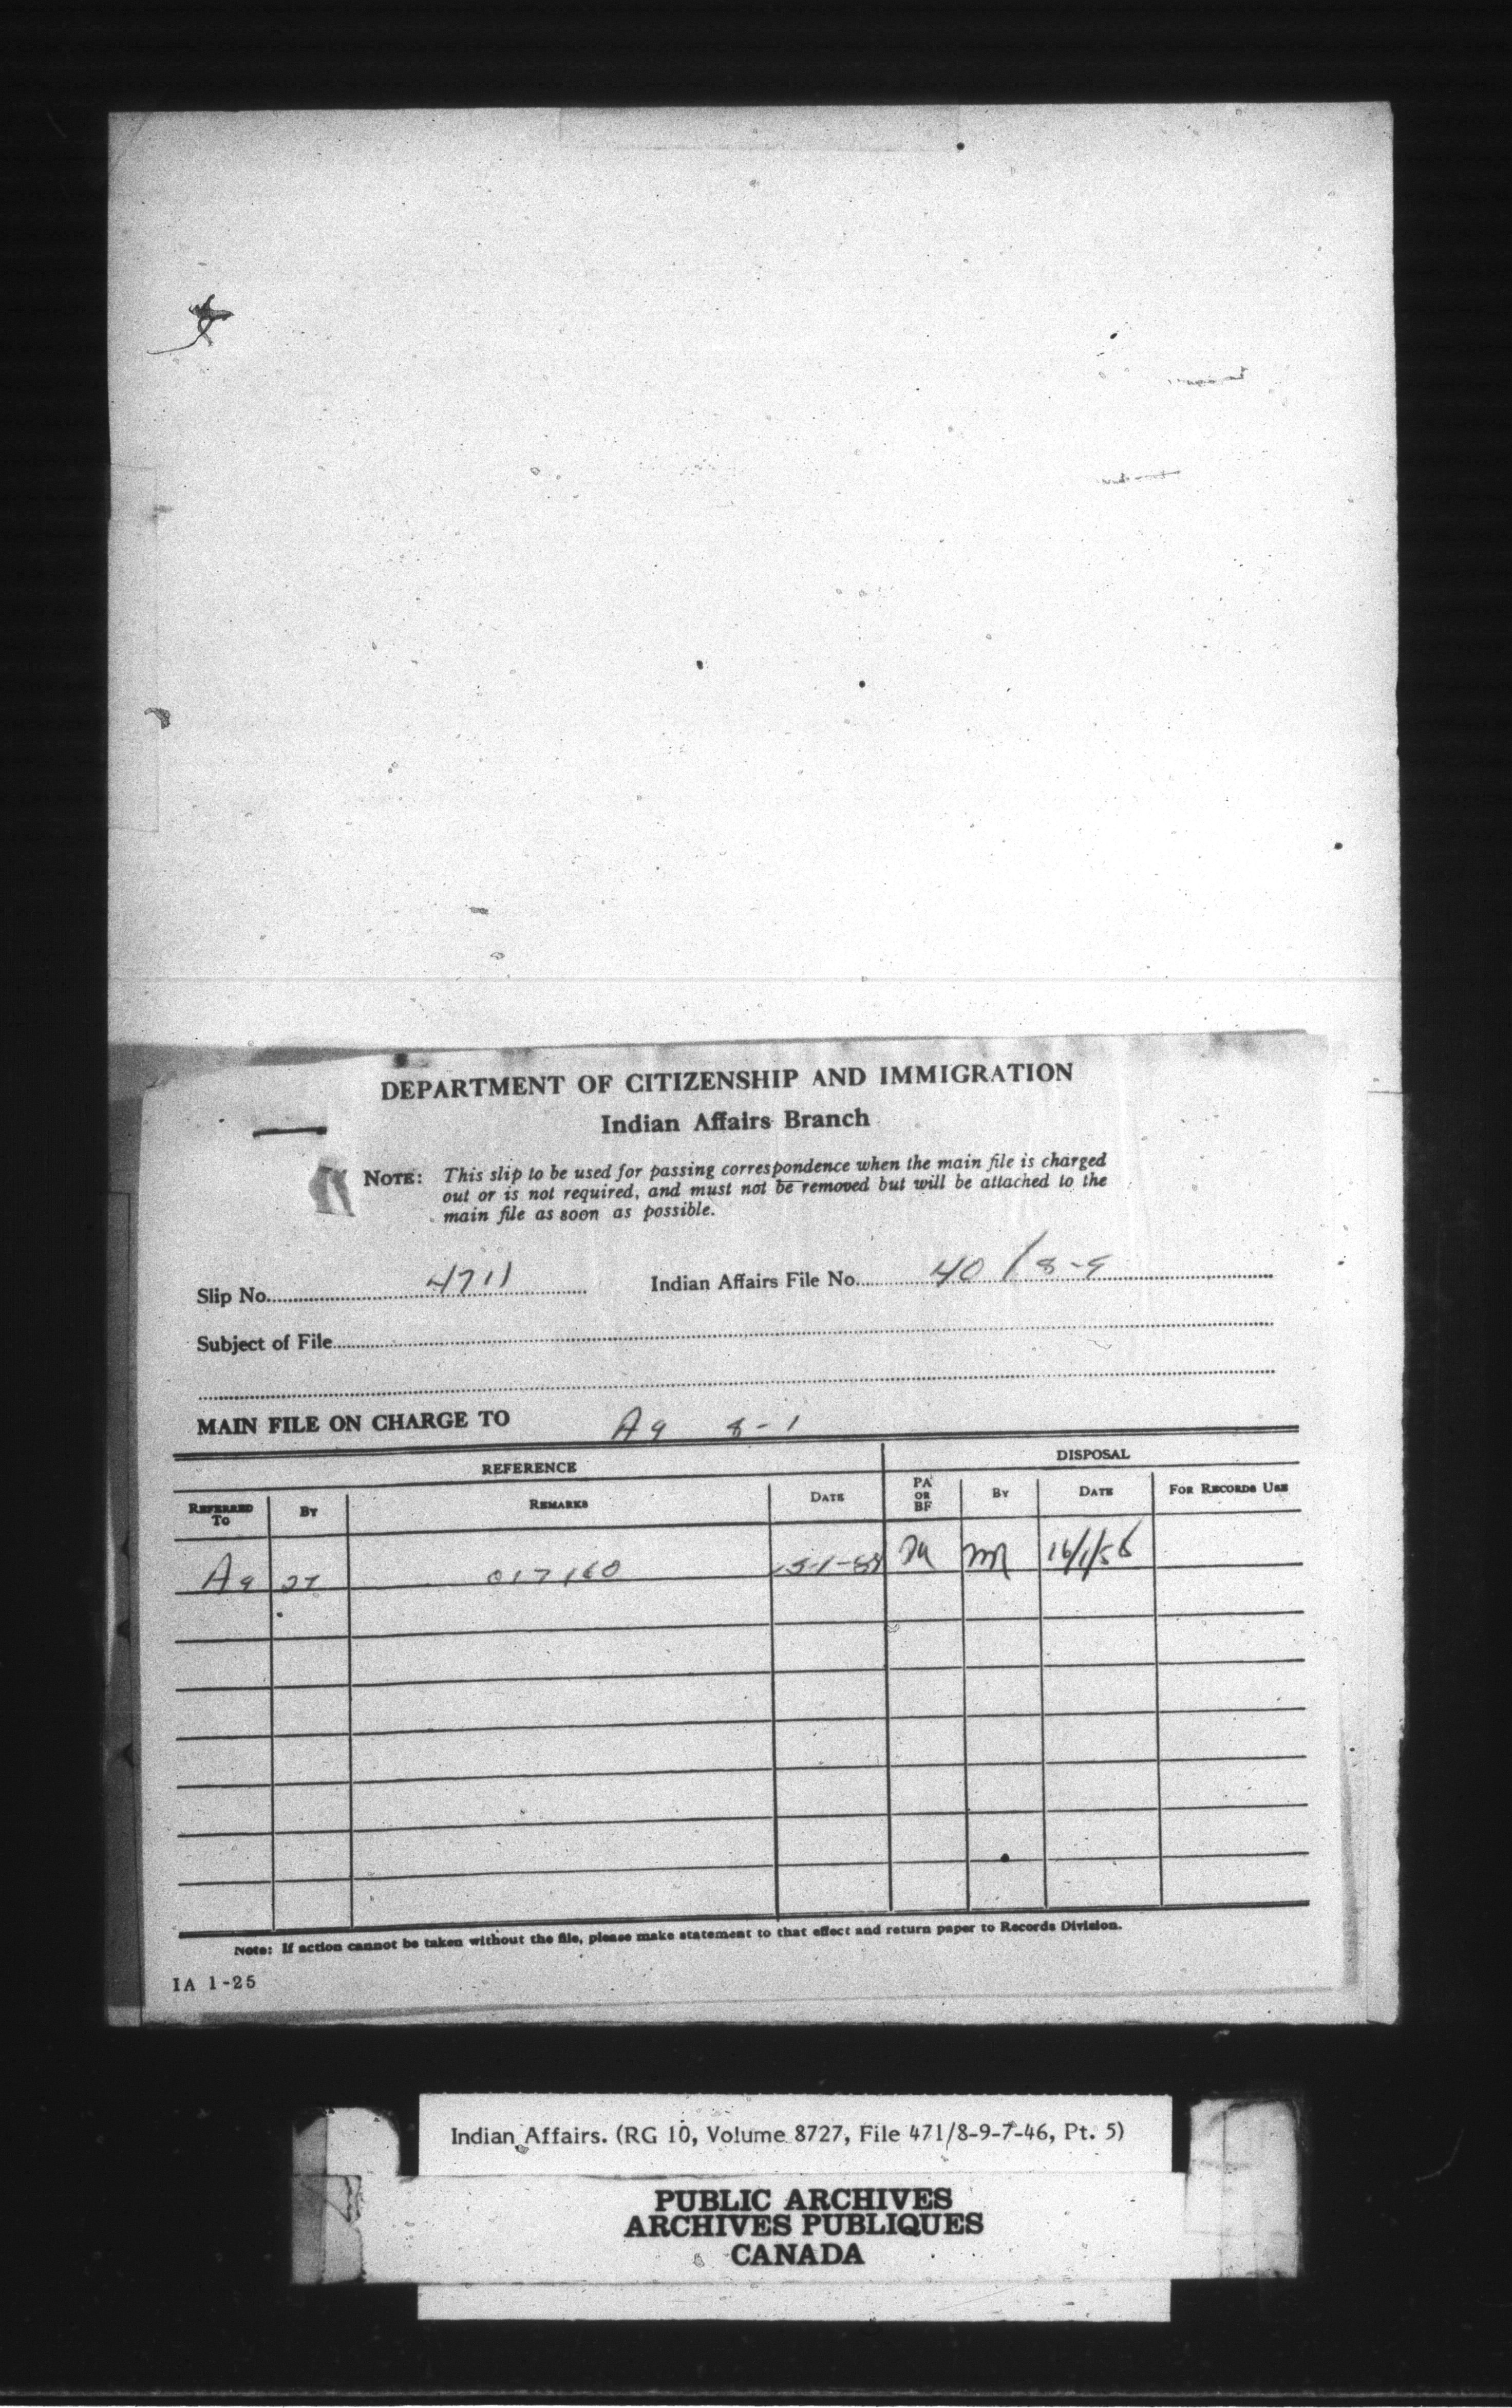 DEPARTMENT OF CITIZENSHIP AND IMMIGRATION
Indian Affairs Branch
NOTE: This slip to be used for passing correspondence when the main file is charged
out or is not required, and must not be removed but will be attached to the
main file as soon as possible.
Slip No. 4711 Indian Affairs File No. 40/8-9
Subject of File
MAIN FILE ON CHARGE TO Ag 8-1
REFERENCE DISPOSAL
REFERRED TO BY REMARKS DATE PA OR BF BY DATE FOR RECORDS USE
Ag 017160 16/1/56
Note: If action cannot be taken without the file, please make statement to that effect and return paper to Records Division.
IA 1-25
Indian Affairs. (RG 10, Volume 8727, File 471/8-9-7-46, Pt. 5)
PUBLIC ARCHIVES
ARCHIVES PUBLIQUES
CANADA